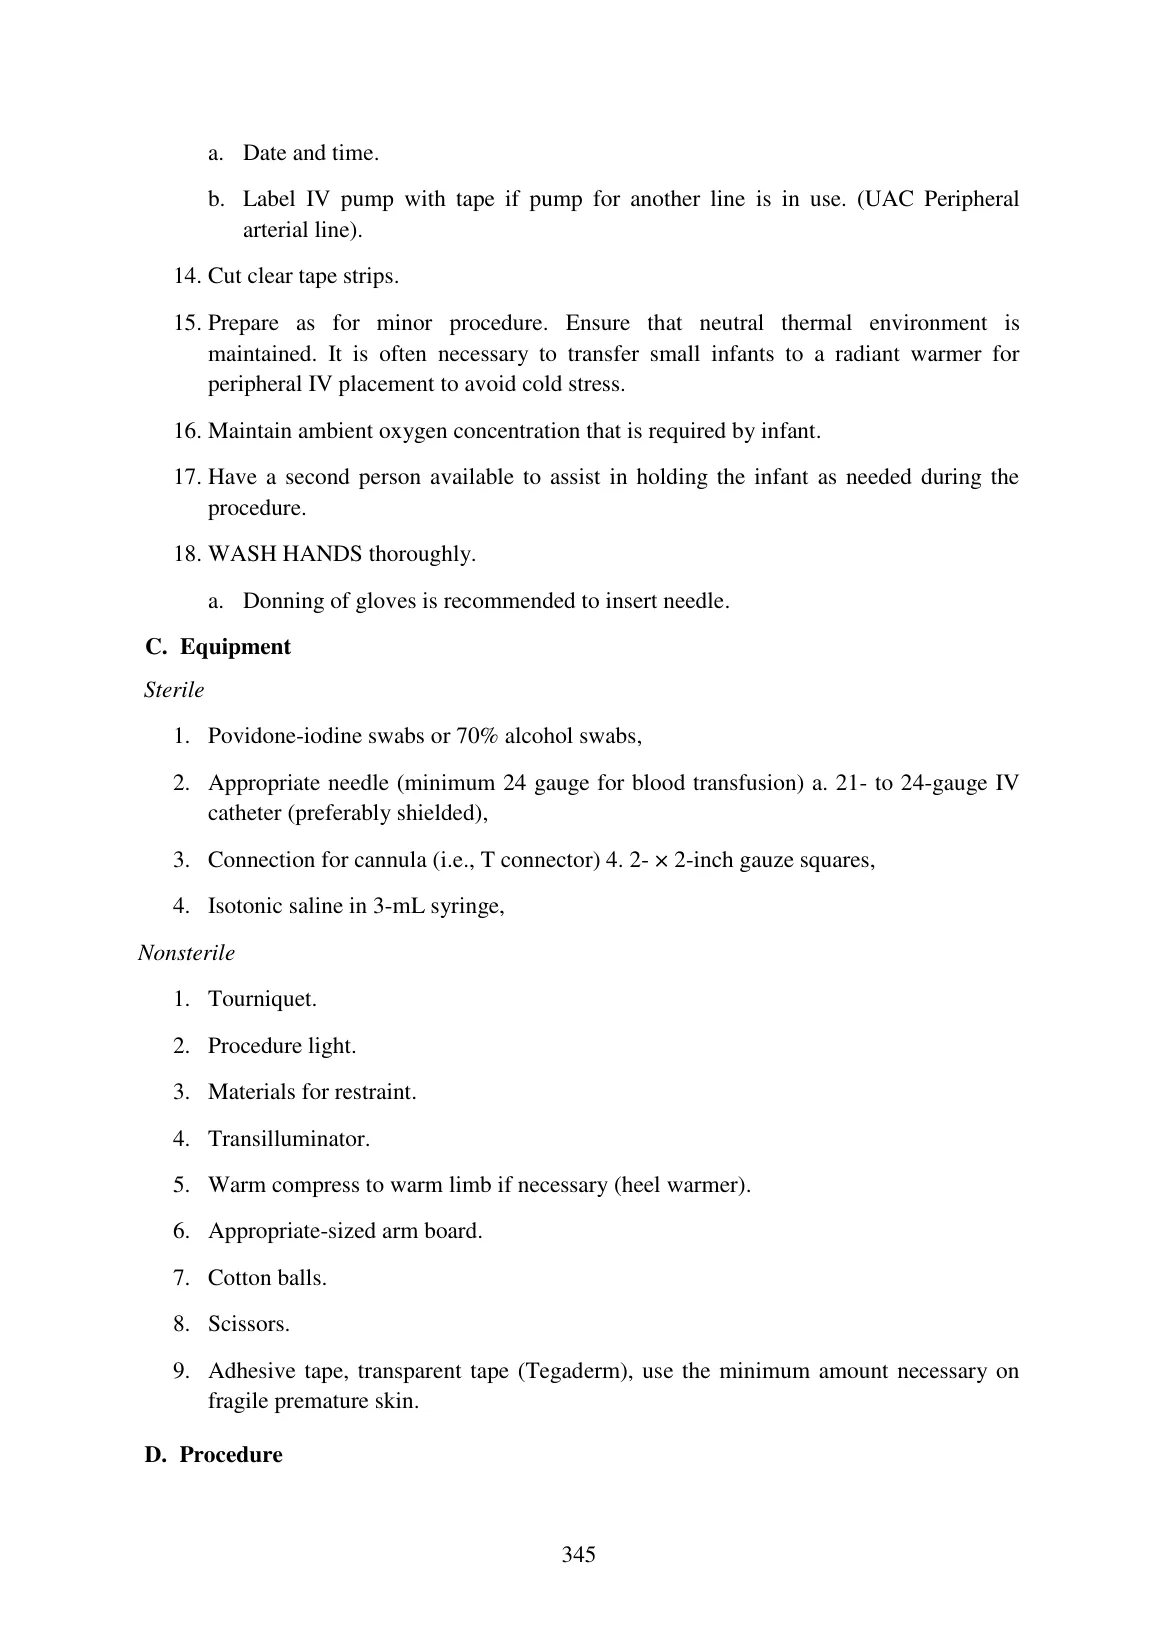 a. Date and time.
b. Label IV pump with tape if pump for another line is in use. (UAC Peripheral
arterial line).
14. Cut clear tape strips.
15. Prepare as for minor procedure. Ensure that neutral thermal environment is
maintained. It is often necessary to transfer small infants to a radiant warmer for
peripheral IV placement to avoid cold stress.
16. Maintain ambient oxygen concentration that is required by infant.
17. Have a second person available to assist in holding the infant as needed during the
procedure.
18. WASH HANDS thoroughly.
a. Donning of gloves is recommended to insert needle.
C. Equipment
Sterile
1. Povidone-iodine swabs or 70% alcohol swabs,
2. Appropriate needle (minimum 24 gauge for blood transfusion) a. 21- to 24-gauge IV
catheter (preferably shielded),
3. Connection for cannula (i.e., T connector) 4. 2- × 2-inch gauze squares,
4. Isotonic saline in 3-mL syringe,
Nonsterile
1. Tourniquet.
2. Procedure light.
3. Materials for restraint.
4. Transilluminator.
5. Warm compress to warm limb if necessary (heel warmer).
6. Appropriate-sized arm board.
7. Cotton balls.
8. Scissors.
9. Adhesive tape, transparent tape (Tegaderm), use the minimum amount necessary on
fragile premature skin.
D. Procedure
345